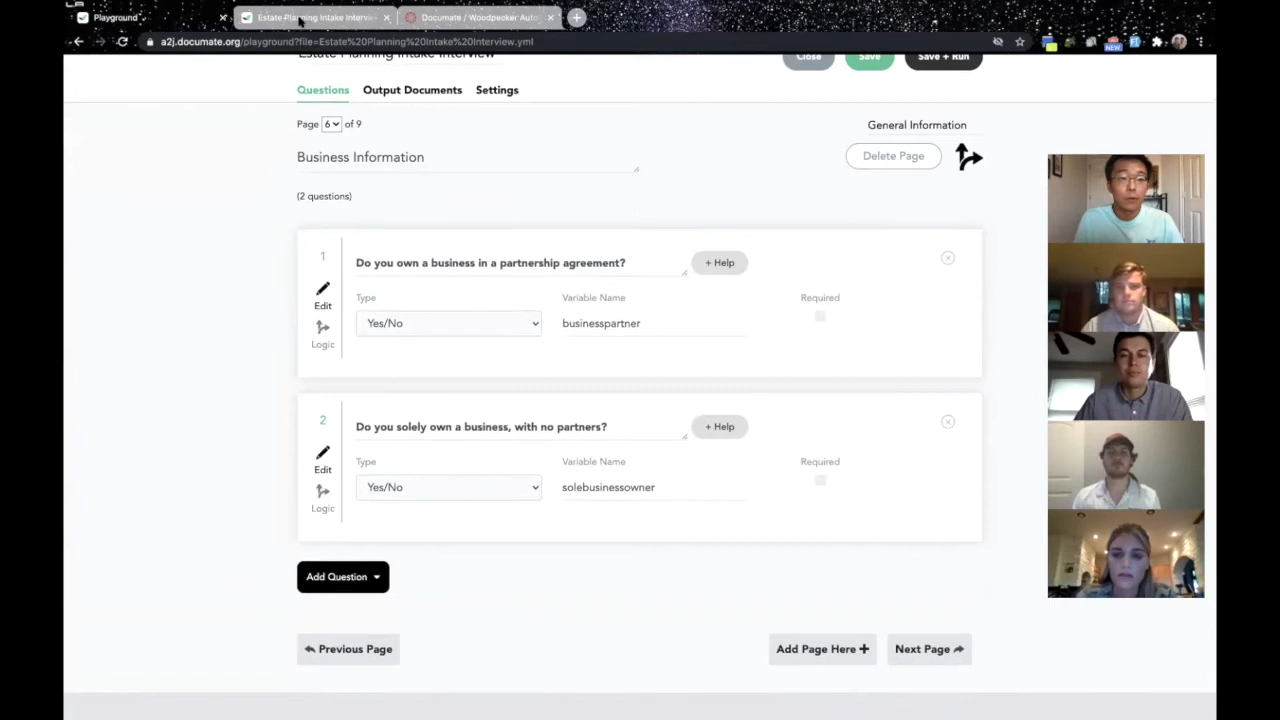 Playground
Estate Planning Intake Intervie
Documate / Woodpecker Auto
a2j.documate.org/playground?file=Estate%20Planning%20Intake%20Interview.yml
NEW
Estate Planning Intake Interview
Close
Save
Save + Run
Questions
Output Documents
Settings
Page 6 of 9
General Information
Business Information
Delete Page
(2 questions)
1
Do you own a business in a partnership agreement?
+ Help
Edit
Type
Variable Name
Required
Yes/No
businesspartner
Logic
2
Do you solely own a business, with no partners?
+ Help
Edit
Type
Variable Name
Required
Yes/No
solebusinessowner
Logic
Add Question
Previous Page
Add Page Here +
Next Page